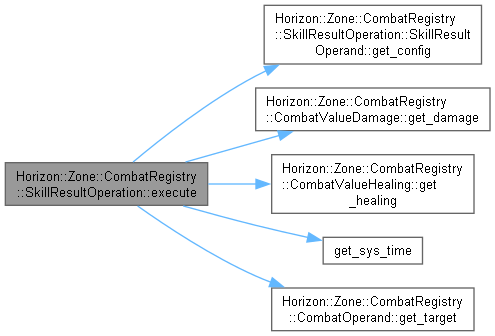 Horizon::Zone::CombatRegistry
::SkillResultOperation::execute
Horizon::Zone::CombatRegistry
::SkillResultOperation::SkillResult
Operand::get_config
Horizon::Zone::CombatRegistry
::CombatValueDamage::get_damage
Horizon::Zone::CombatRegistry
::CombatValueHealing::get
_healing
get_sys_time
Horizon::Zone::CombatRegistry
::CombatOperand::get_target